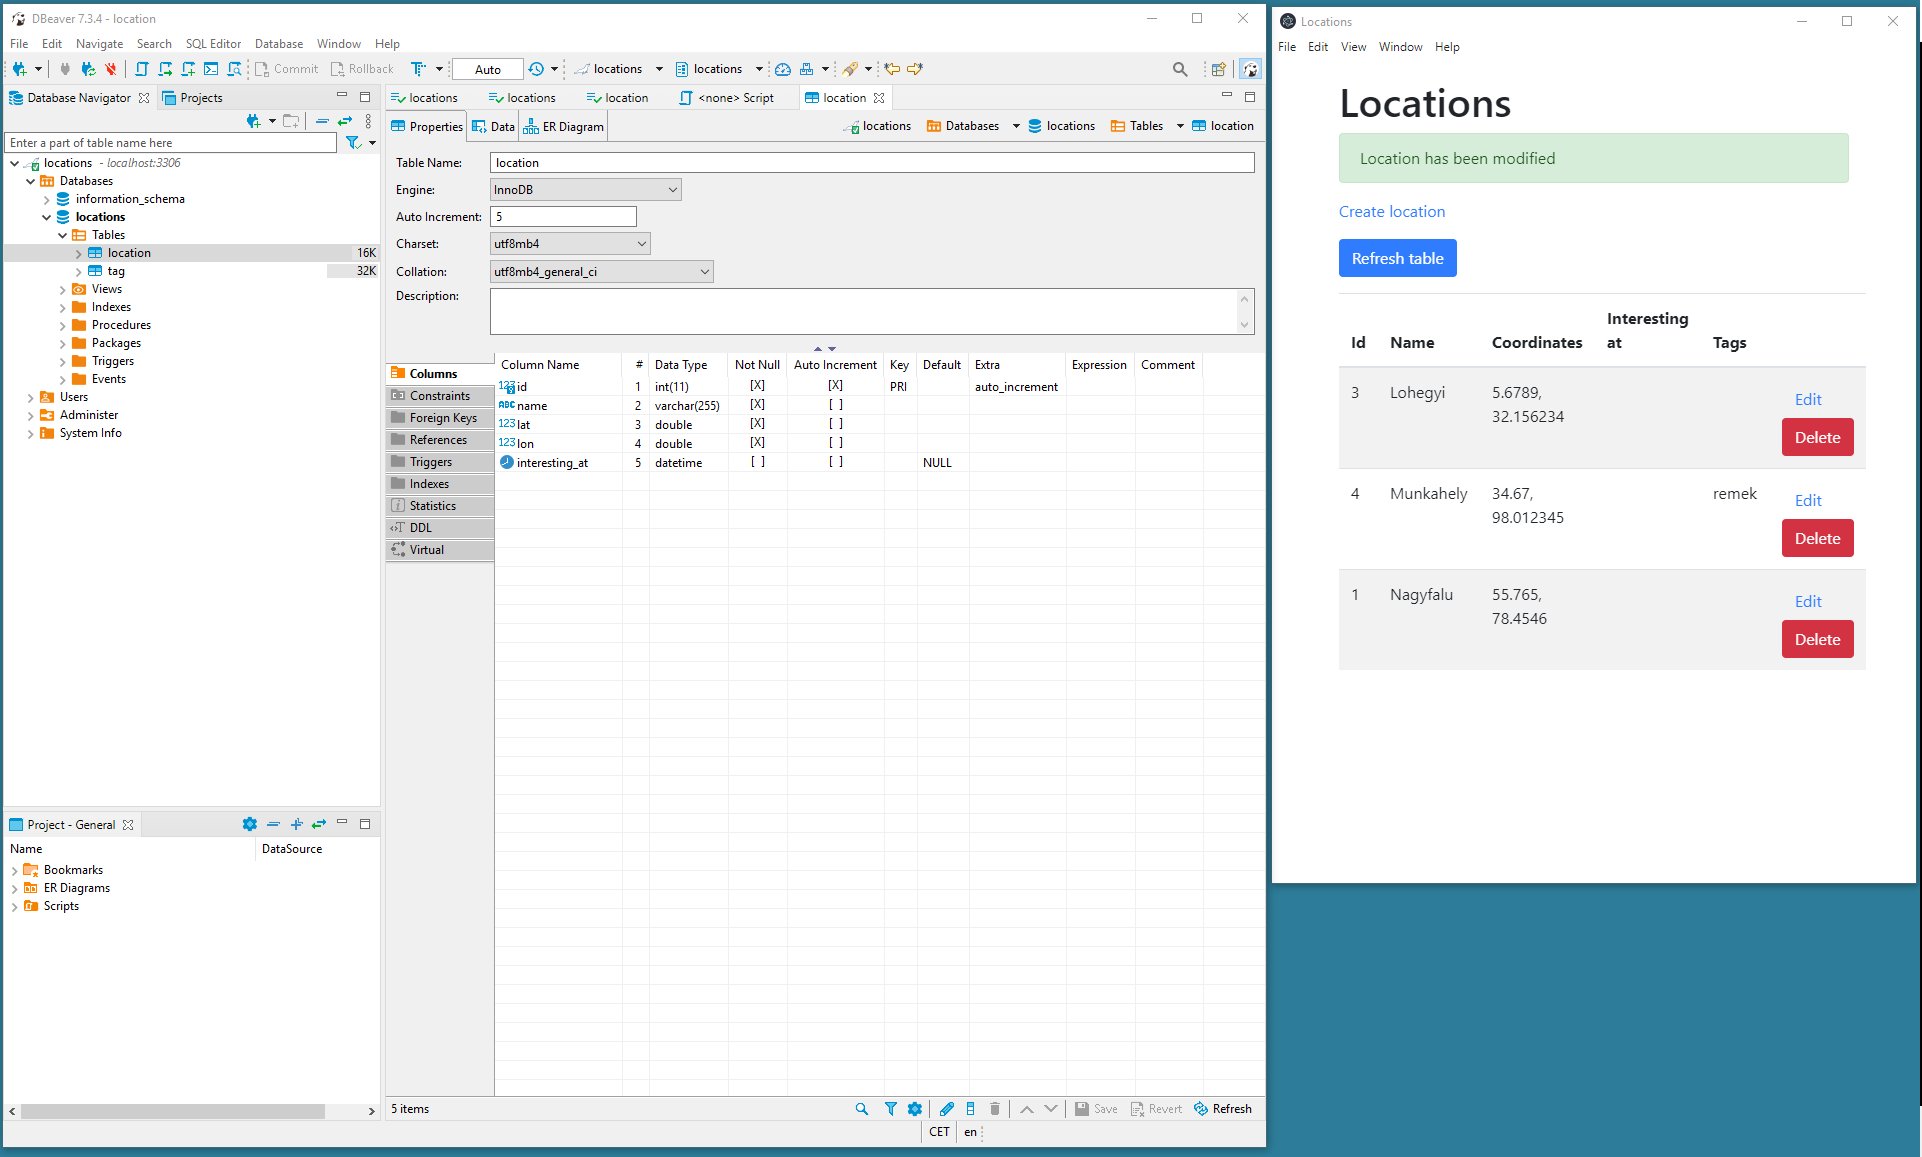 DBeaver 7.3.4 - location
File Edit Navigate Search SQL Editor Database Window Help
Commit Rollback Auto locations locations
Database Navigator Projects
Enter a part of table name here
locations - localhost:3306
Databases
information_schema
locations
Tables
location 16K
tag 32K
Views
Indexes
Procedures
Packages
Triggers
Events
Users
Administer
System Info
Project - General
Name DataSource
Bookmarks
ER Diagrams
Scripts
locations locations location <none> Script location
Properties Data ER Diagram locations Databases locations Tables location
Table Name: location
Engine: InnoDB
Auto Increment: 5
Charset: utf8mb4
Collation: utf8mb4_general_ci
Description:
Columns
Constraints
Foreign Keys
References
Triggers
Indexes
Statistics
DDL
Virtual
Column Name # Data Type Not Null Auto Increment Key Default Extra Expression Comment
123 id 1 int(11) [X] [X] PRI auto_increment
ABC name 2 varchar(255) [X] [ ]
123 lat 3 double [X] [ ]
123 lon 4 double [X] [ ]
interesting_at 5 datetime [ ] [ ] NULL
5 items Save Revert Refresh
CET en
Locations
File Edit View Window Help
Locations
Location has been modified
Create location
Refresh table
Id Name Coordinates Interesting at Tags
3 Lohegyi 5.6789, 32.156234 Edit Delete
4 Munkahely 34.67, 98.012345 remek Edit Delete
1 Nagyfalu 55.765, 78.4546 Edit Delete